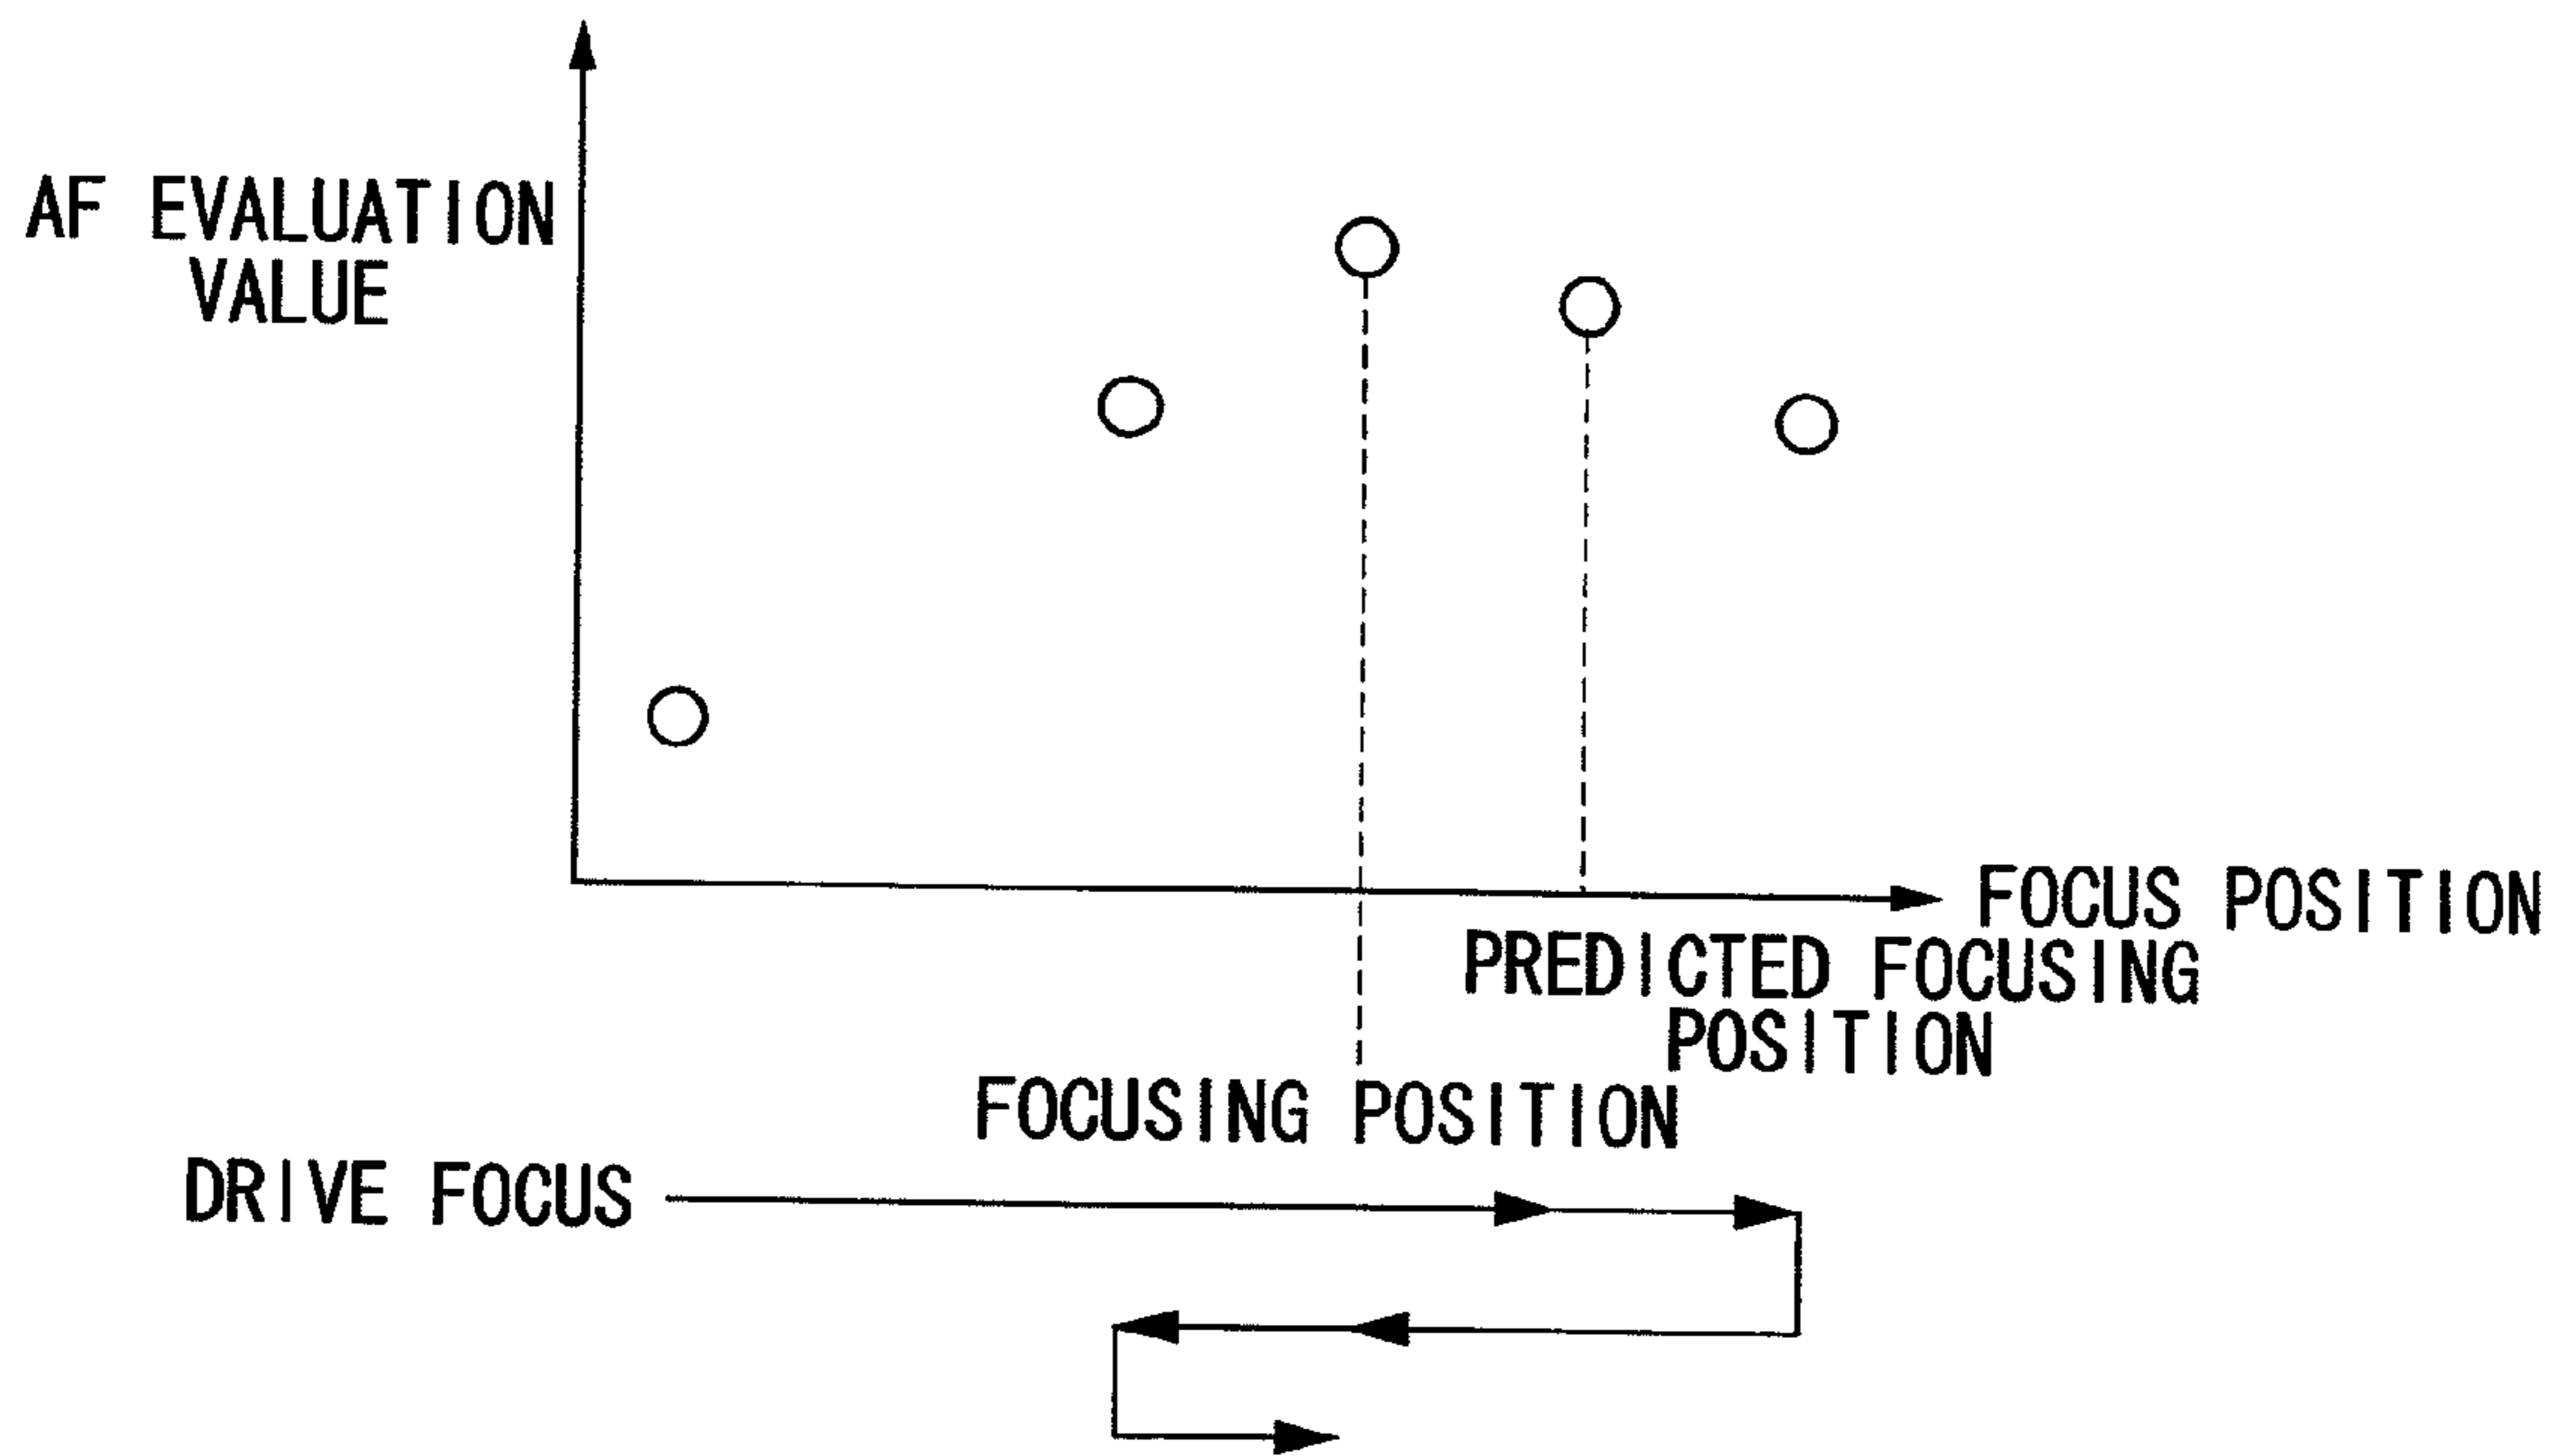 AF EVALUATION
VALUE
FOCUS POSITION
PREDICTED FOCUSING
POSITION
FOCUSING POSITION
DRIVE FOCUS